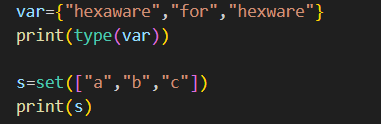 var={"hexaware","for","hexware"}
print(type(var))
s=set(["a","b","c"])
print(s)